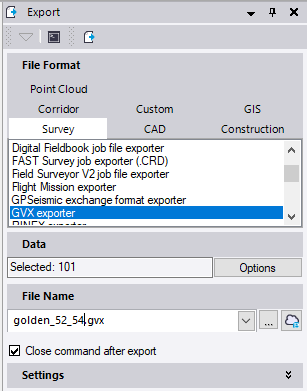 Export
File Format
Point Cloud
Corridor Custom GIS
Survey CAD Construction
Digital Fieldbook job file exporter
FAST Survey job exporter (.CRD)
Field Surveyor V2 job file exporter
Flight Mission exporter
GPSeismic exchange format exporter
GVX exporter
RINEX exporter
Data
Selected: 101 Options
File Name
golden_52_54.gvx ...
Close command after export
Settings